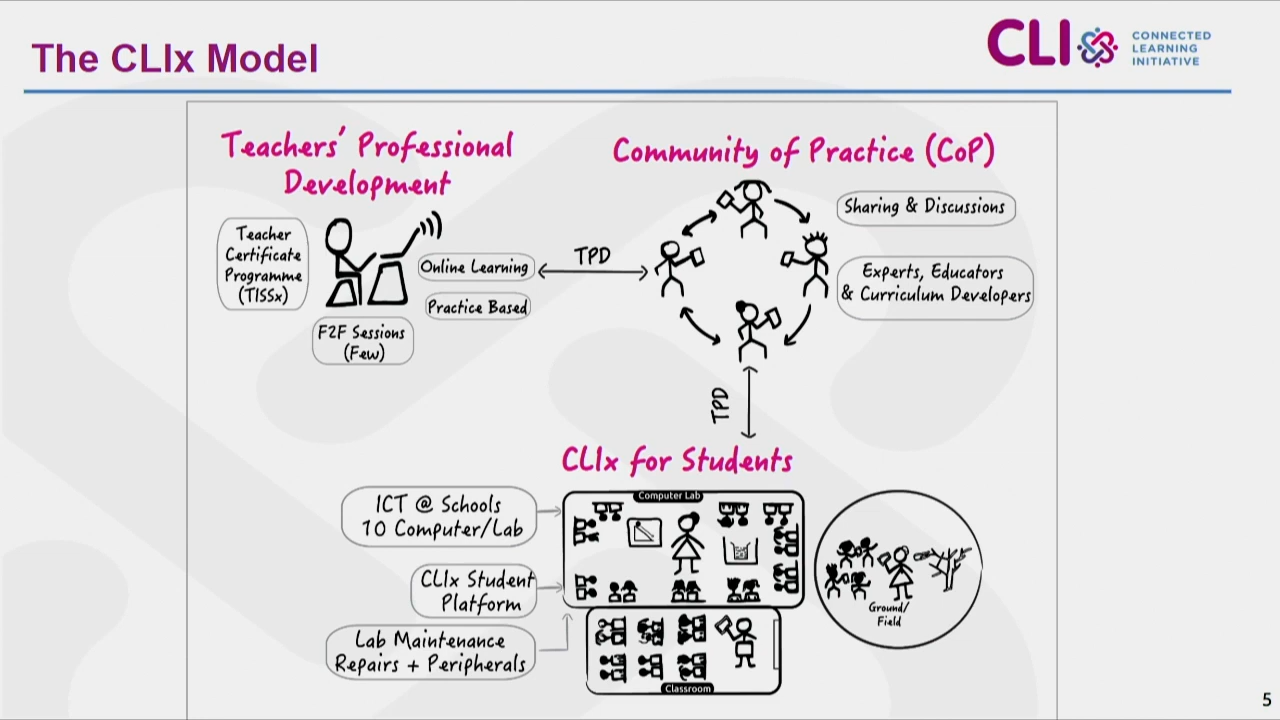 The CLIx Model
CLIx
CONNECTED
LEARNING
INITIATIVE
Teachers' Professional
Development
Teacher
Certificate
Programme
(TISSx)
Online Learning
Practice Based
F2F Sessions
(Few)
TPD
Community of Practice (CoP)
Sharing & Discussions
Experts, Educators
& Curriculum Developers
TPD
CLIx for Students
ICT @ Schools
10 Computer/Lab
CLIx Student
Platform
Lab Maintenance
Repairs + Peripherals
Computer Lab
Classroom
Ground/
Field
5